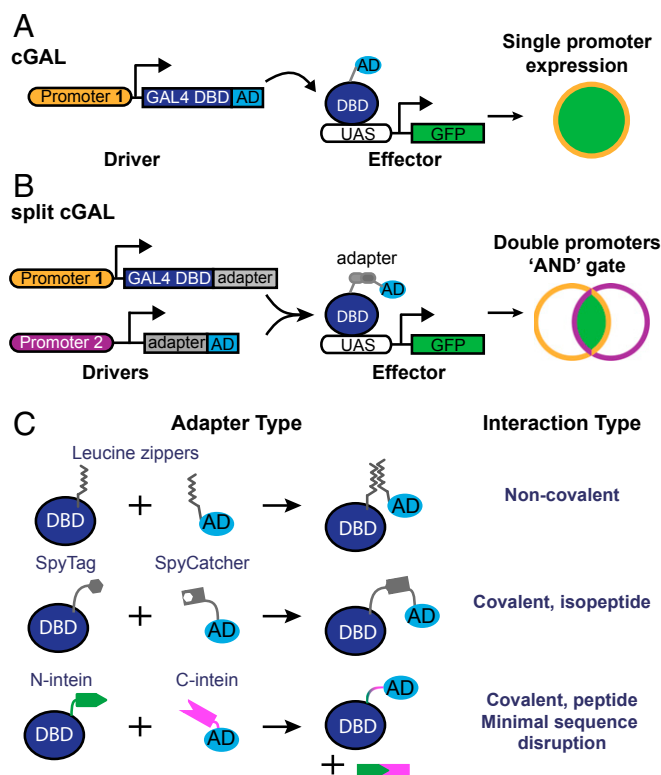 A
cGAL
Promoter 1
GAL4 DBD
AD
Driver
AD
DBD
UAS
GFP
Effector
Single promoter
expression
B
split cGAL
Promoter 1
GAL4 DBD
adapter
Promoter 2
adapter
AD
Drivers
adapter
AD
DBD
UAS
GFP
Effector
Double promoters
‘AND’ gate
C
Adapter Type
Interaction Type
Leucine zippers
DBD
+
AD
DBD
AD
Non-covalent
SpyTag
SpyCatcher
DBD
+
AD
DBD
AD
Covalent, isopeptide
N-intein
C-intein
DBD
+
AD
DBD
AD
+
Covalent, peptide
Minimal sequence
disruption